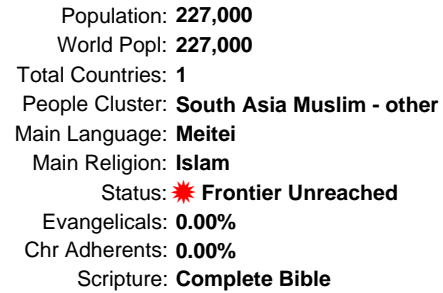 Population: 227,000
World Popl: 227,000
Total Countries: 1
People Cluster: South Asia Muslim - other
Main Language: Meitei
Main Religion: Islam
Status: Frontier Unreached
Evangelicals: 0.00%
Chr Adherents: 0.00%
Scripture: Complete Bible